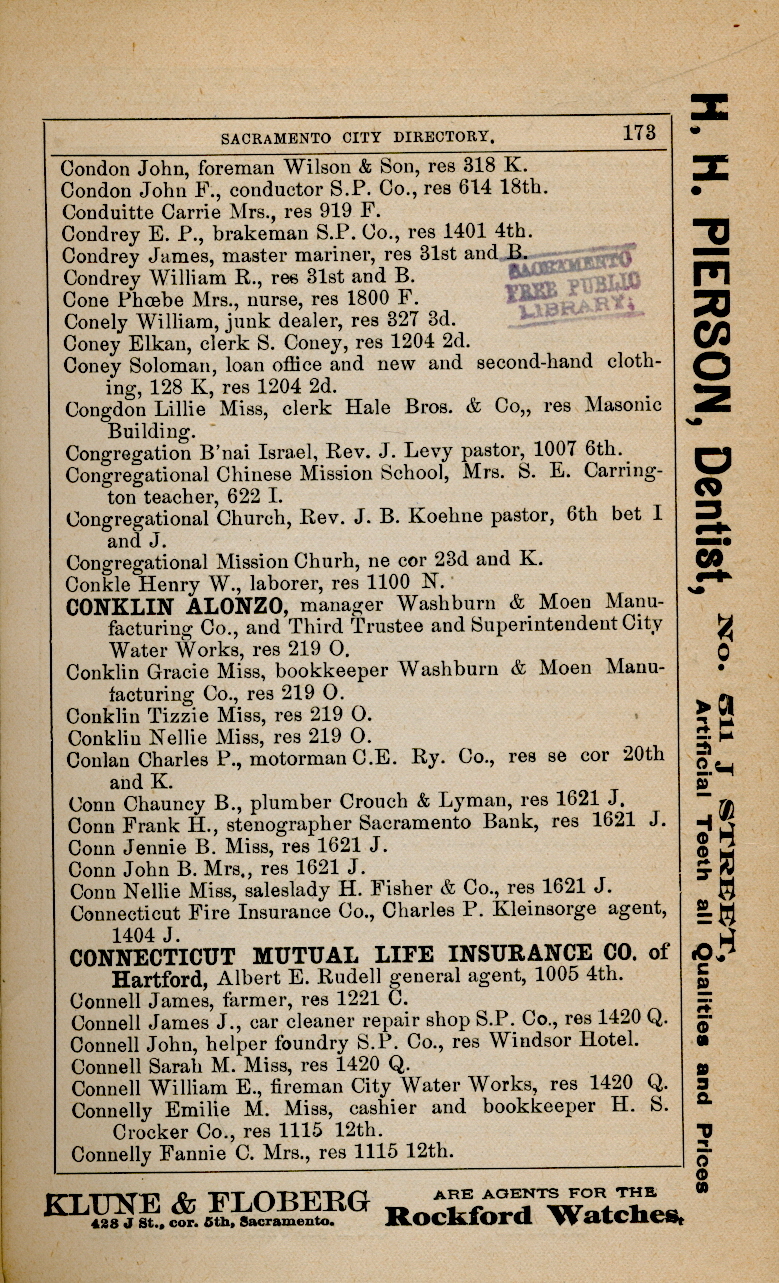 SACRAMENTO CITY DIRECTORY. 173
Condon John, foreman Wilson & Son, res 318 K.
Condon John F., conductor S.P. Co., res 614 18th.
Conduitte Carrie Mrs., res 919 F.
Condrey E. P., brakeman S.P. Co., res 1401 4th.
Condrey James, master mariner, res 31st and B.
Condrey William R., res 31st and B.
Cone Phœbe Mrs., nurse, res 1800 F.
Conely William, junk dealer, res 327 3d.
Coney Elkan, clerk S. Coney, res 1204 2d.
Coney Soloman, loan office and new and second-hand cloth-
ing, 128 K, res 1204 2d.
Congdon Lillie Miss, clerk Hale Bros. & Co,, res Masonic
Building.
Congregation B'nai Israel, Rev. J. Levy pastor, 1007 6th.
Congregational Chinese Mission School, Mrs. S. E. Carring-
ton teacher, 622 I.
Congregational Church, Rev. J. B. Koehne pastor, 6th bet I
and J.
Congregational Mission Churh, ne cor 23d and K.
Conkle Henry W., laborer, res 1100 N.
CONKLIN ALONZO, manager Washburn & Moen Manu-
facturing Co., and Third Trustee and Superintendent City
Water Works, res 219 O.
Conklin Gracie Miss, bookkeeper Washburn & Moen Manu-
facturing Co., res 219 O.
Conklin Tizzie Miss, res 219 O.
Conklin Nellie Miss, res 219 O.
Conlan Charles P., motorman C.E. Ry. Co., res se cor 20th
and K.
Conn Chauncy B., plumber Crouch & Lyman, res 1621 J.
Conn Frank H., stenographer Sacramento Bank, res 1621 J.
Conn Jennie B. Miss, res 1621 J.
Conn John B. Mrs., res 1621 J.
Conn Nellie Miss, saleslady H. Fisher & Co., res 1621 J.
Connecticut Fire Insurance Co., Charles P. Kleinsorge agent,
1404 J.
CONNECTICUT MUTUAL LIFE INSURANCE CO. of
Hartford, Albert E. Rudell general agent, 1005 4th.
Connell James, farmer, res 1221 C.
Connell James J., car cleaner repair shop S.P. Co., res 1420 Q.
Connell John, helper foundry S.P. Co., res Windsor Hotel.
Connell Sarah M. Miss, res 1420 Q.
Connell William E., fireman City Water Works, res 1420 Q.
Connelly Emilie M. Miss, cashier and bookkeeper H. S.
Crocker Co., res 1115 12th.
Connelly Fannie C. Mrs., res 1115 12th.
SACRAMENTO
FREE PUBLIC
LIBRARY.
H. H. PIERSON, Dentist, No. 511 J STREET,
Artificial Teeth all Qualities and Prices
KLUNE & FLOBERG
428 J St., cor. 5th, Sacramento.
ARE AGENTS FOR THE
Rockford Watches.